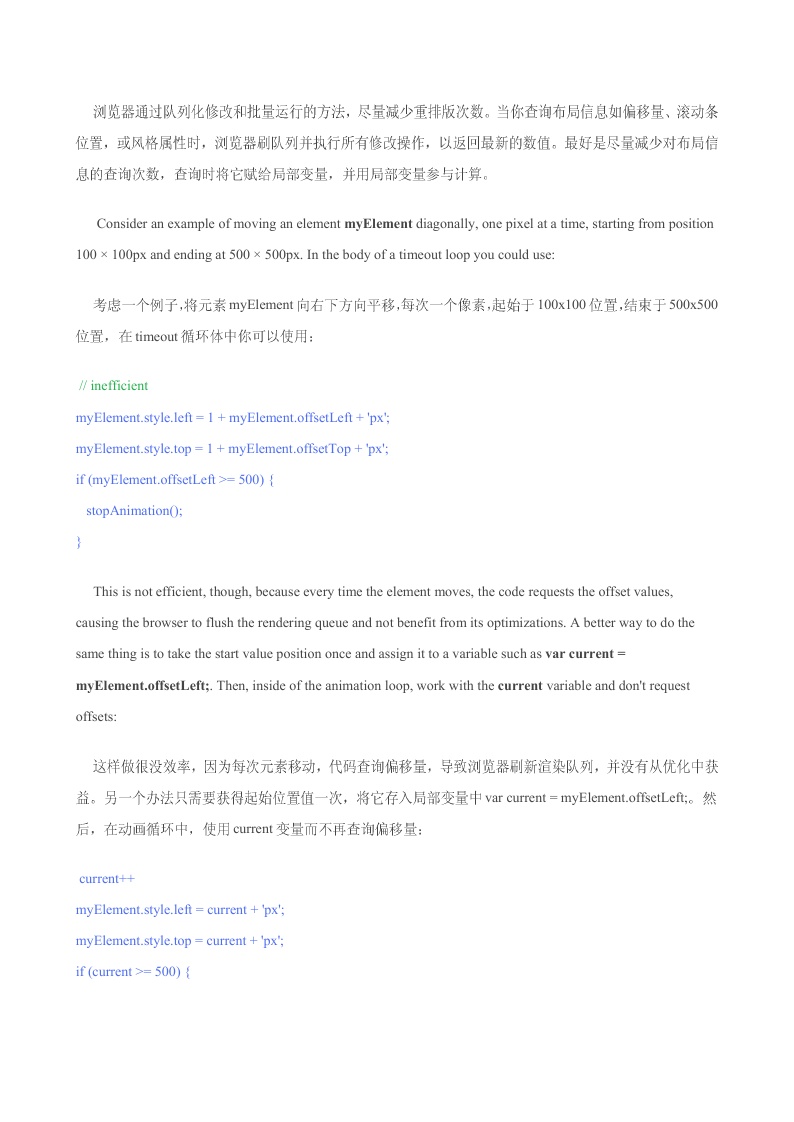 浏览器通过队列化修改和批量运行的方法，尽量减少重排版次数。当你查询布局信息如偏移量、滚动条
位置，或风格属性时，浏览器刷队列并执行所有修改操作，以返回最新的数值。最好是尽量减少对布局信
息的查询次数，查询时将它赋给局部变量，并用局部变量参与计算。
Consider an example of moving an element myElement diagonally, one pixel at a time, starting from position
100 × 100px and ending at 500 × 500px. In the body of a timeout loop you could use:
考虑一个例子，将元素 myElement 向右下方向平移，每次一个像素，起始于 100x100 位置，结束于 500x500
位置，在 timeout 循环体中你可以使用：
// inefficient
myElement.style.left = 1 + myElement.offsetLeft + 'px';
myElement.style.top = 1 + myElement.offsetTop + 'px';
if (myElement.offsetLeft >= 500) {
stopAnimation();
}
This is not efficient, though, because every time the element moves, the code requests the offset values,
causing the browser to flush the rendering queue and not benefit from its optimizations. A better way to do the
same thing is to take the start value position once and assign it to a variable such as var current =
myElement.offsetLeft;. Then, inside of the animation loop, work with the current variable and don't request
offsets:
这样做很没效率，因为每次元素移动，代码查询偏移量，导致浏览器刷新渲染队列，并没有从优化中获
益。另一个办法只需要获得起始位置值一次，将它存入局部变量中 var current = myElement.offsetLeft;。然
后，在动画循环中，使用 current 变量而不再查询偏移量：
current++
myElement.style.left = current + 'px';
myElement.style.top = current + 'px';
if (current >= 500) {